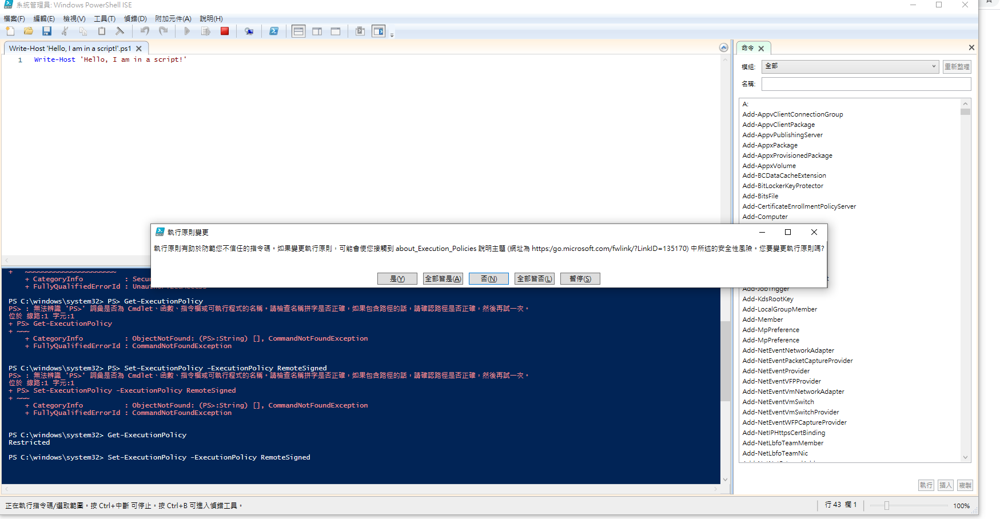 系統管理員: Windows PowerShell ISE
檔案(F) 編輯(E) 檢視(V) 工具(T) 偵錯(D) 附加元件(A) 說明(H)
Write-Host 'Hello, I am in a script!'.ps1
1 Write-Host 'Hello, I am in a script!'
執行原則變更
執行原則有助於防範您不信任的指令碼。如果變更執行原則，可能會使您接觸到 about_Execution_Policies 說明主題 (網址為 https:/go.microsoft.com/fwlink/?LinkID=135170) 中所述的安全性風險。您要變更執行原則嗎?
是(Y) 全部皆是(A) 否(N) 全部皆否(L) 暫停(S)
+ ~~~~~~~~~~~~~~~~~~~~~~
+ CategoryInfo : Secur
+ FullyQualifiedErrorId :
PS C:\windows\system32> PS> Get-ExecutionPolicy
PS> : 無法辨識 'PS>' 詞彙是否為 Cmdlet、函數、指令檔或可執行程式的名稱。請檢查名稱拼字是否正確，如果包含路徑的話，請確認路徑是否正確，然後再試一次。
位於 線路:1 字元:1
+ PS> Get-ExecutionPolicy
+ ~~~
+ CategoryInfo : ObjectNotFound: (PS>:String) [], CommandNotFoundException
+ FullyQualifiedErrorId : CommandNotFoundException
PS C:\windows\system32> PS> Set-ExecutionPolicy -ExecutionPolicy RemoteSigned
PS> : 無法辨識 'PS>' 詞彙是否為 Cmdlet、函數、指令檔或可執行程式的名稱。請檢查名稱拼字是否正確，如果包含路徑的話，請確認路徑是否正確，然後再試一次。
位於 線路:1 字元:1
+ PS> Set-ExecutionPolicy -ExecutionPolicy RemoteSigned
+ ~~~
+ CategoryInfo : ObjectNotFound: (PS>:String) [], CommandNotFoundException
+ FullyQualifiedErrorId : CommandNotFoundException
PS C:\windows\system32> Get-ExecutionPolicy
Restricted
PS C:\windows\system32> Set-ExecutionPolicy -ExecutionPolicy RemoteSigned
命令
模組: 全部 重新整理
名稱:
A:
Add-AppvClientConnectionGroup
Add-AppvClientPackage
Add-AppvPublishingServer
Add-AppxPackage
Add-AppxProvisionedPackage
Add-AppxVolume
Add-BCDataCacheExtension
Add-BitLockerKeyProtector
Add-BitsFile
Add-CertificateEnrollmentPolicyServer
Add-Computer
Add-JobTrigger
Add-KdsRootKey
Add-LocalGroupMember
Add-Member
Add-MpPreference
Add-MpPreference
Add-NetEventNetworkAdapter
Add-NetEventPacketCaptureProvider
Add-NetEventProvider
Add-NetEventVFPProvider
Add-NetEventVmNetworkAdapter
Add-NetEventVmSwitch
Add-NetEventVmSwitchProvider
Add-NetEventWFPCaptureProvider
Add-NetIPHttpsCertBinding
Add-NetLbfoTeamMember
Add-NetLbfoTeamNic
執行 插入 複製
正在執行指令碼/選取範圍。按 Ctrl+中斷 可停止。按 Ctrl+B 可進入偵錯工具。
行 43 欄 1
100%